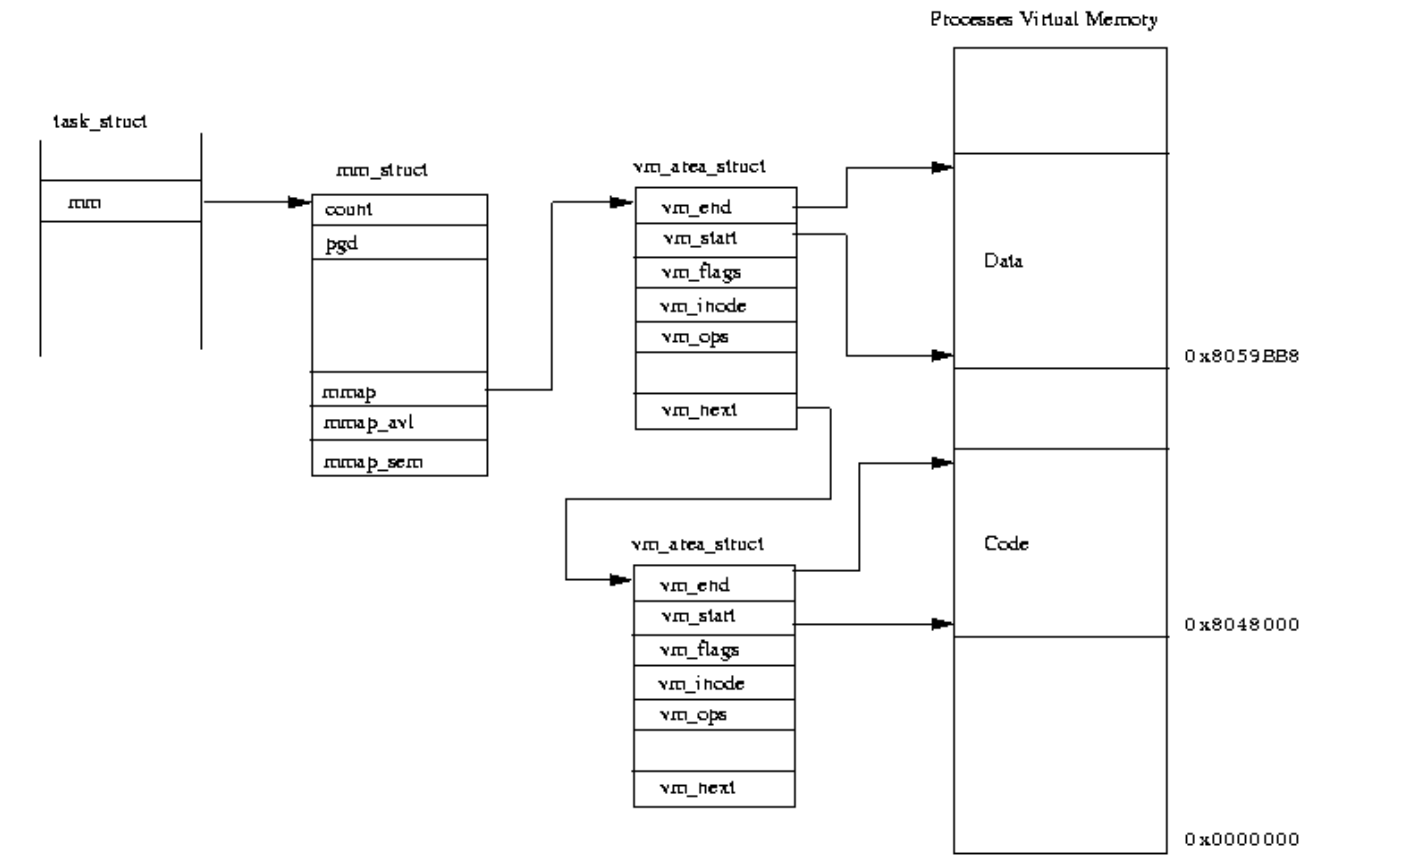 Processes Virtual Memory
task_struct
mm
mm_struct
count
pgd
mmap
mmap_avl
mmap_sem
vm_area_struct
vm_end
vm_start
vm_flags
vm_inode
vm_ops
vm_next
vm_area_struct
vm_end
vm_start
vm_flags
vm_inode
vm_ops
vm_next
Data
0x8059BB8
Code
0x8048000
0x0000000